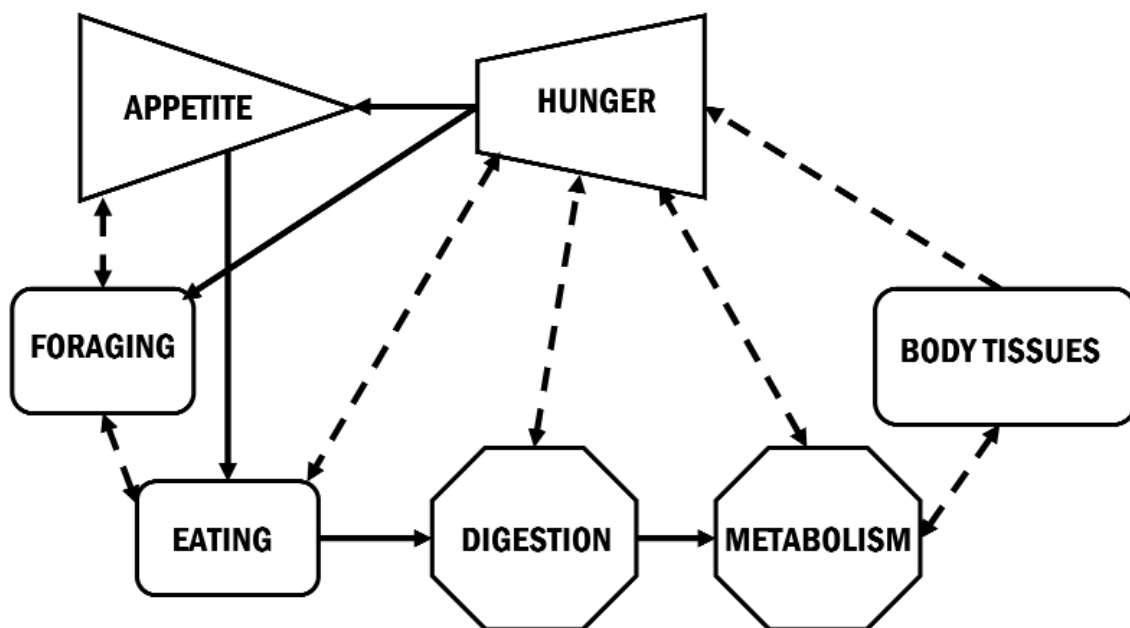 APPETITE
HUNGER
FORAGING
BODY TISSUES
EATING
DIGESTION
METABOLISM